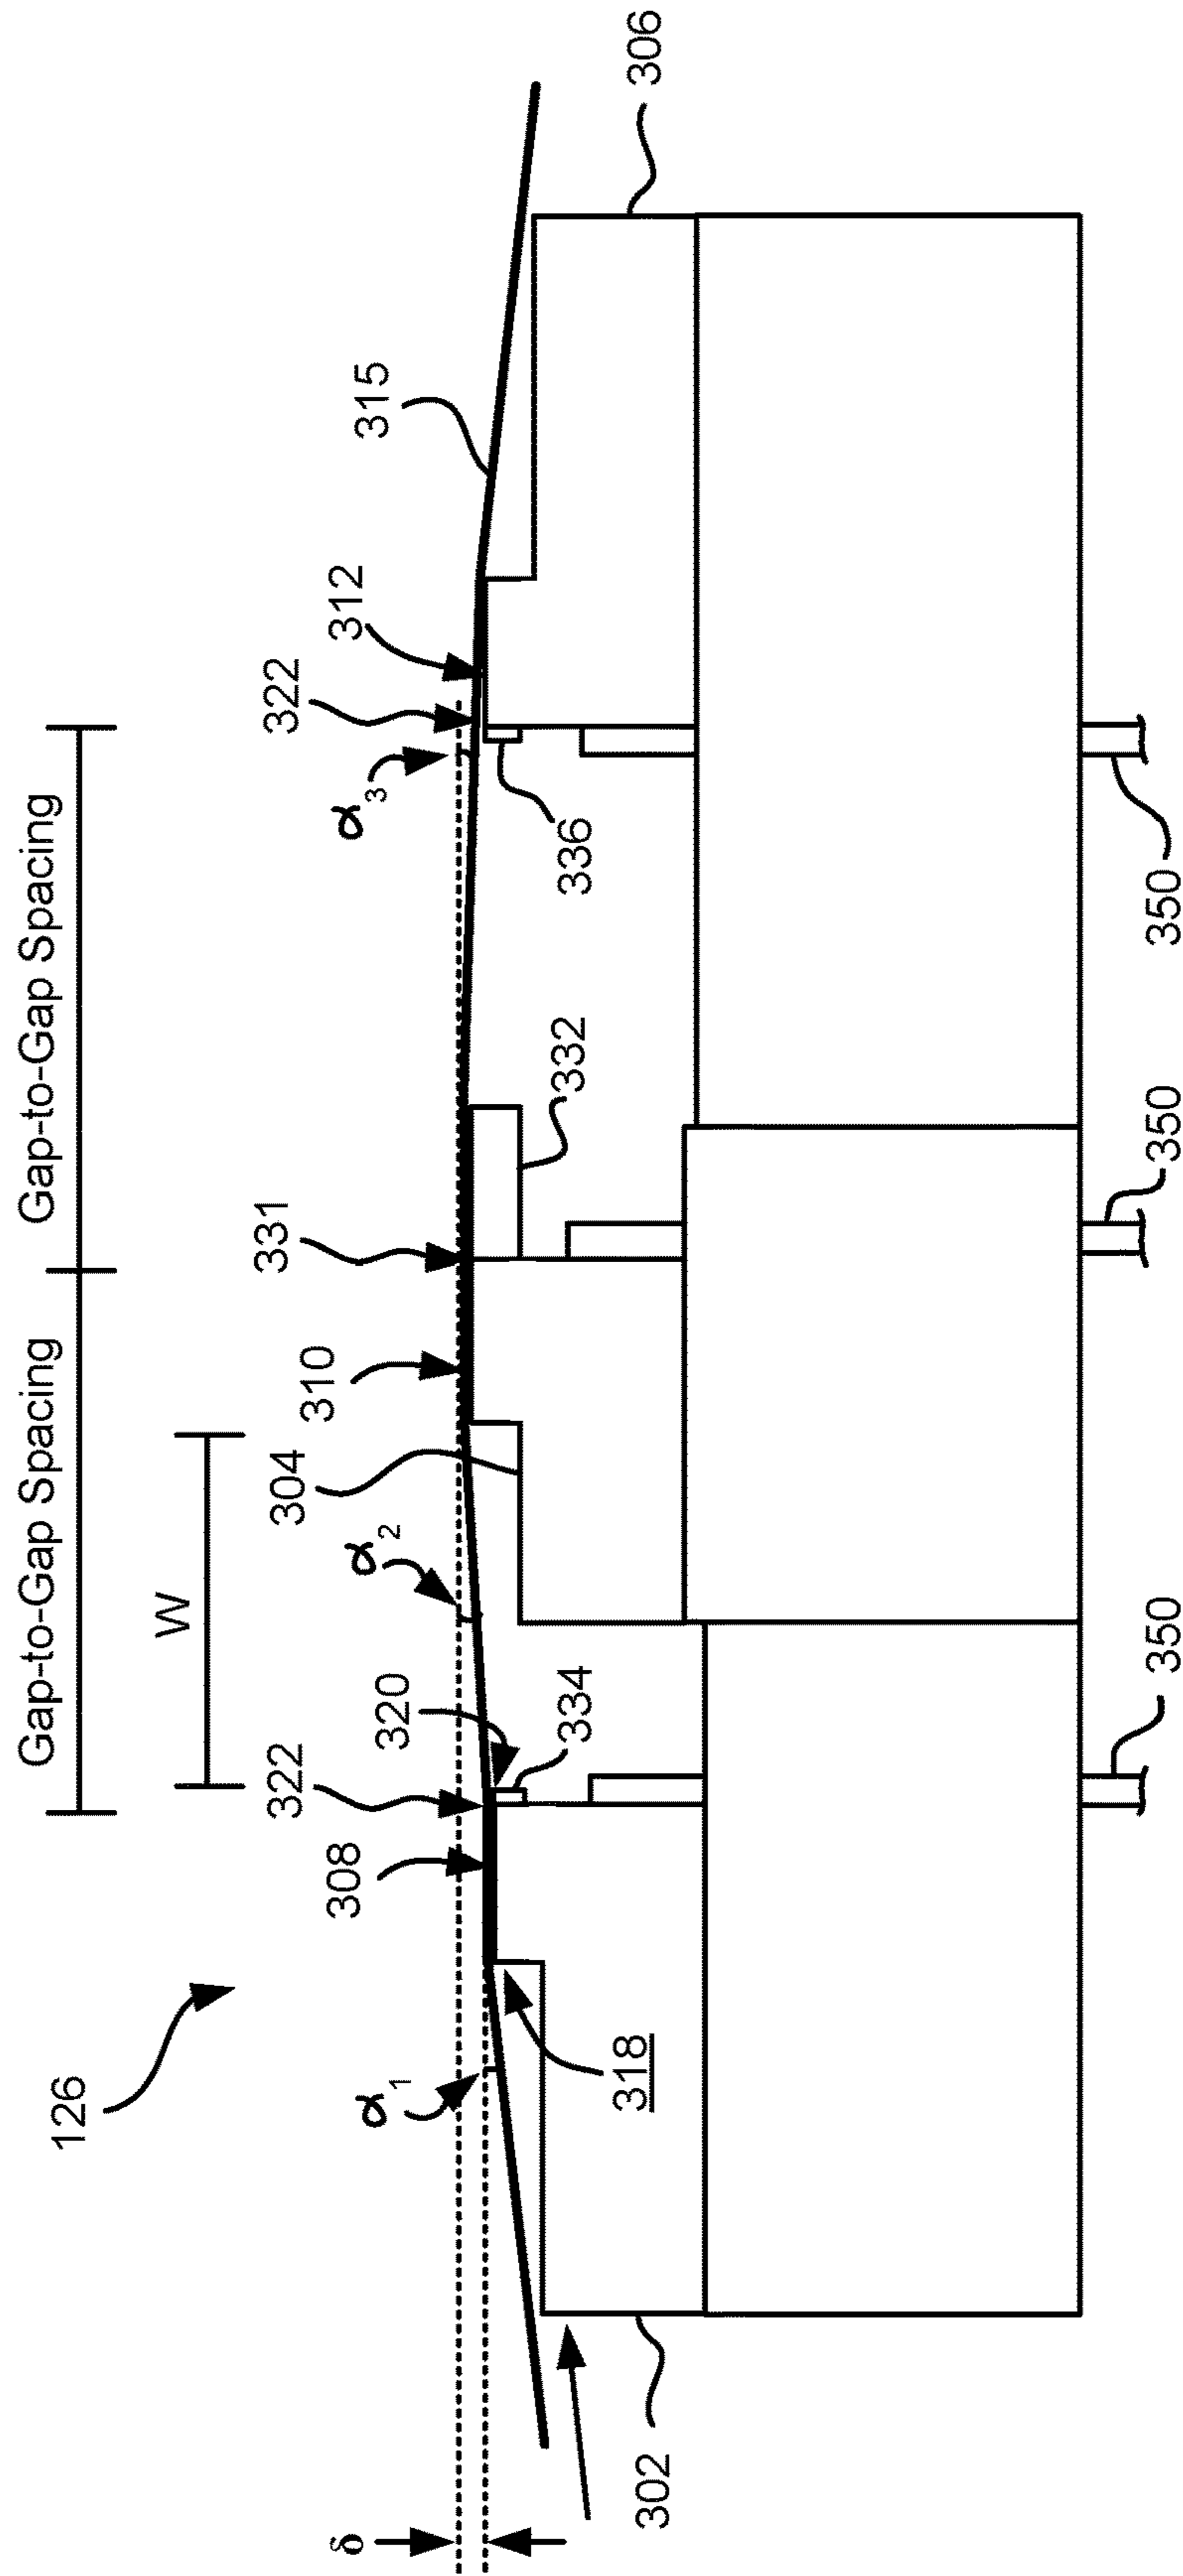 Gap-to-Gap Spacing
Gap-to-Gap Spacing
126
W
322
331
322
304
310
308
312
δ
α1
α2
α3
315
320
334
332
336
318
302
306
350
350
350